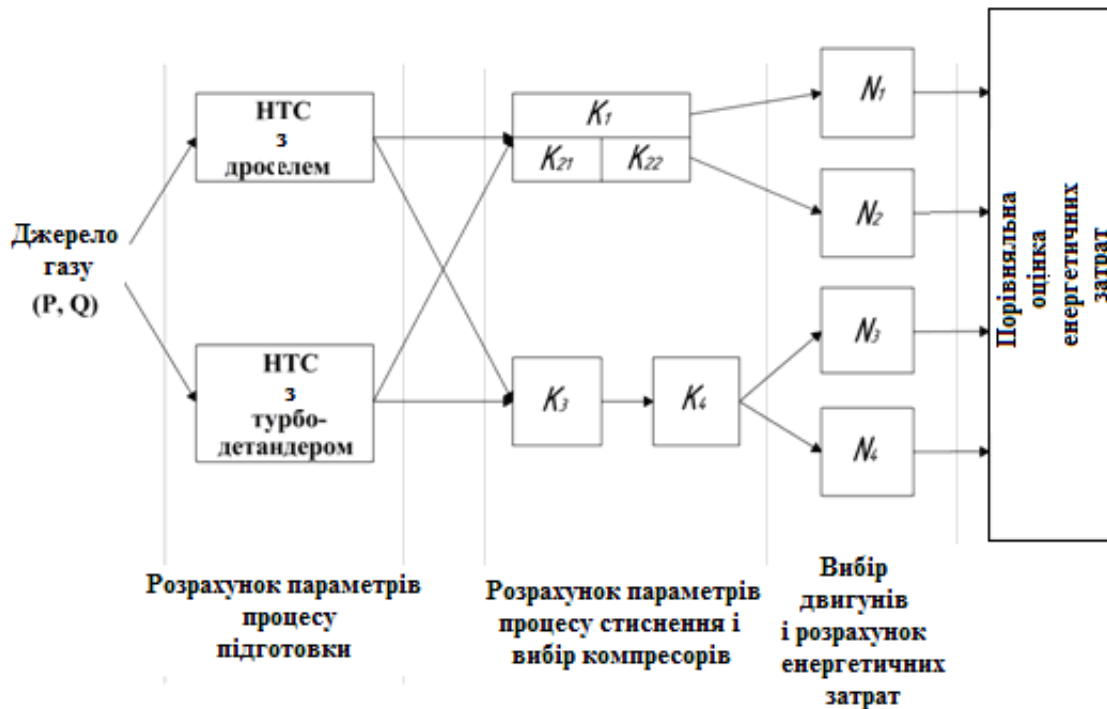 Джерело
газу
(P, Q)
НТС
з
дроселем
НТС
з
турбо-
детандером
Розрахунок параметрів
процесу
підготовки
K1
K21 K22
K3
K4
Розрахунок параметрів
процесу стиснення і
вибір компресорів
N1
N2
N3
N4
Вибір
двигунів
і розрахунок
енергетичних
затрат
Порівняльна
оцінка
енергетичних
затрат